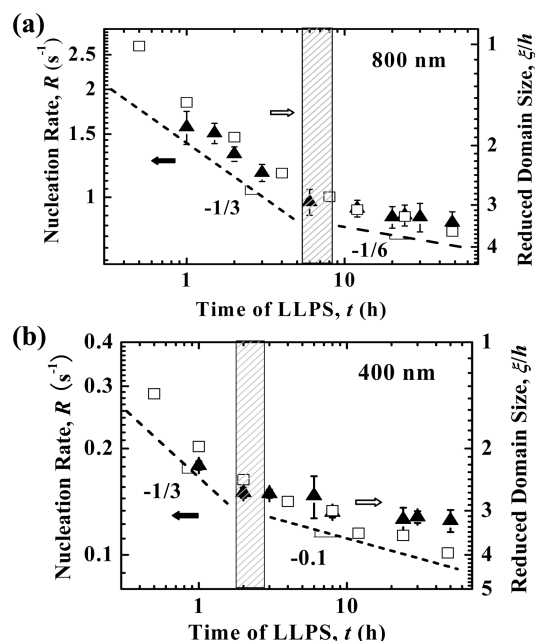 (a)
800 nm
2.5
2
1.5
1
Nucleation Rate, R (s⁻¹)
1
2
3
4
Reduced Domain Size, ξ/h
-1/3
-1/6
1
10
Time of LLPS, t (h)
(b)
400 nm
0.4
0.3
0.2
0.1
Nucleation Rate, R (s⁻¹)
1
2
3
4
5
Reduced Domain Size, ξ/h
-1/3
-0.1
1
10
Time of LLPS, t (h)